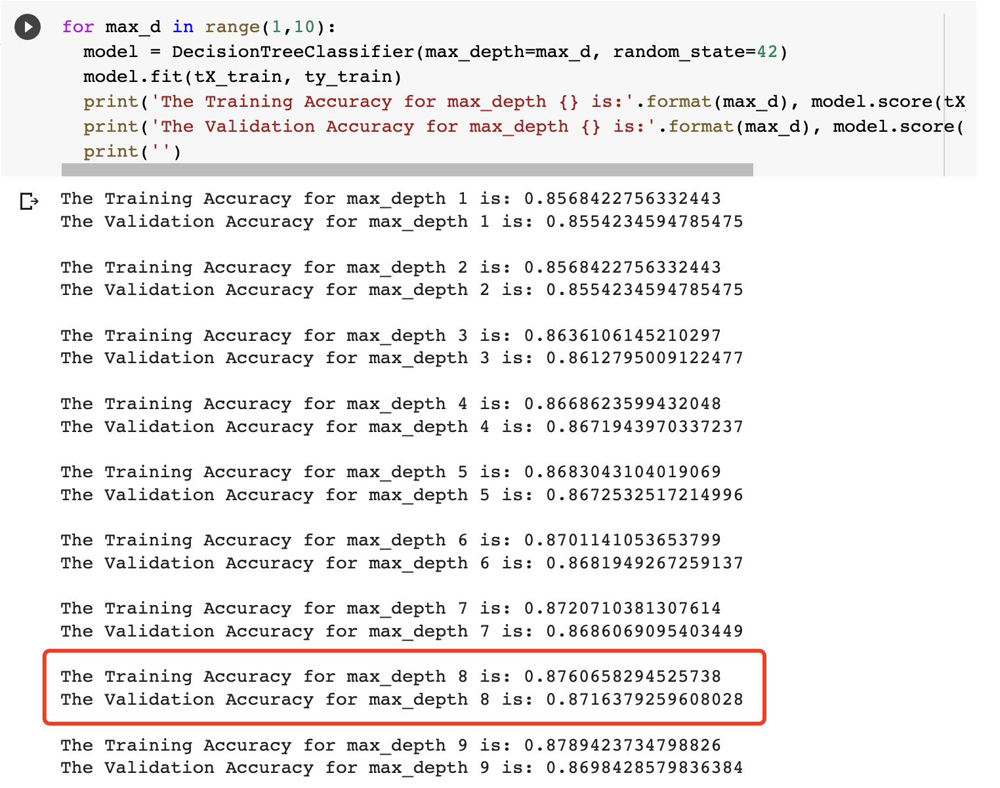 for max_d in range(1,10):
  model = DecisionTreeClassifier(max_depth=max_d, random_state=42)
  model.fit(tX_train, ty_train)
  print('The Training Accuracy for max_depth {} is:'.format(max_d), model.score(tX_
  print('The Validation Accuracy for max_depth {} is:'.format(max_d), model.score(
  print('')
The Training Accuracy for max_depth 1 is: 0.8568422756332443
The Validation Accuracy for max_depth 1 is: 0.8554234594785475
The Training Accuracy for max_depth 2 is: 0.8568422756332443
The Validation Accuracy for max_depth 2 is: 0.8554234594785475
The Training Accuracy for max_depth 3 is: 0.8636106145210297
The Validation Accuracy for max_depth 3 is: 0.8612795009122477
The Training Accuracy for max_depth 4 is: 0.8668623599432048
The Validation Accuracy for max_depth 4 is: 0.8671943970337237
The Training Accuracy for max_depth 5 is: 0.8683043104019069
The Validation Accuracy for max_depth 5 is: 0.8672532517214996
The Training Accuracy for max_depth 6 is: 0.8701141053653799
The Validation Accuracy for max_depth 6 is: 0.8681949267259137
The Training Accuracy for max_depth 7 is: 0.8720710381307614
The Validation Accuracy for max_depth 7 is: 0.8686069095403449
The Training Accuracy for max_depth 8 is: 0.8760658294525738
The Validation Accuracy for max_depth 8 is: 0.8716379259608028
The Training Accuracy for max_depth 9 is: 0.8789423734798826
The Validation Accuracy for max_depth 9 is: 0.8698428579836384